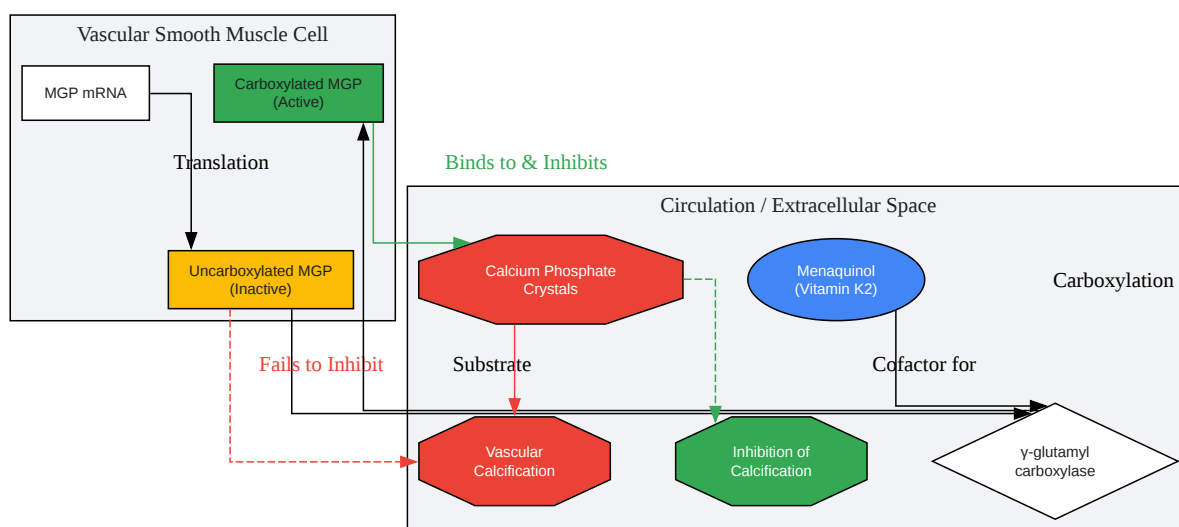 Vascular Smooth Muscle Cell
MGP mRNA
Carboxylated MGP
(Active)
Translation
Binds to & Inhibits
Circulation / Extracellular Space
Uncarboxylated MGP
(Inactive)
Calcium Phosphate
Crystals
Menaquinol
(Vitamin K2)
Carboxylation
Fails to Inhibit
Substrate
Cofactor for
Vascular
Calcification
Inhibition of
Calcification
γ-glutamyl
carboxylase